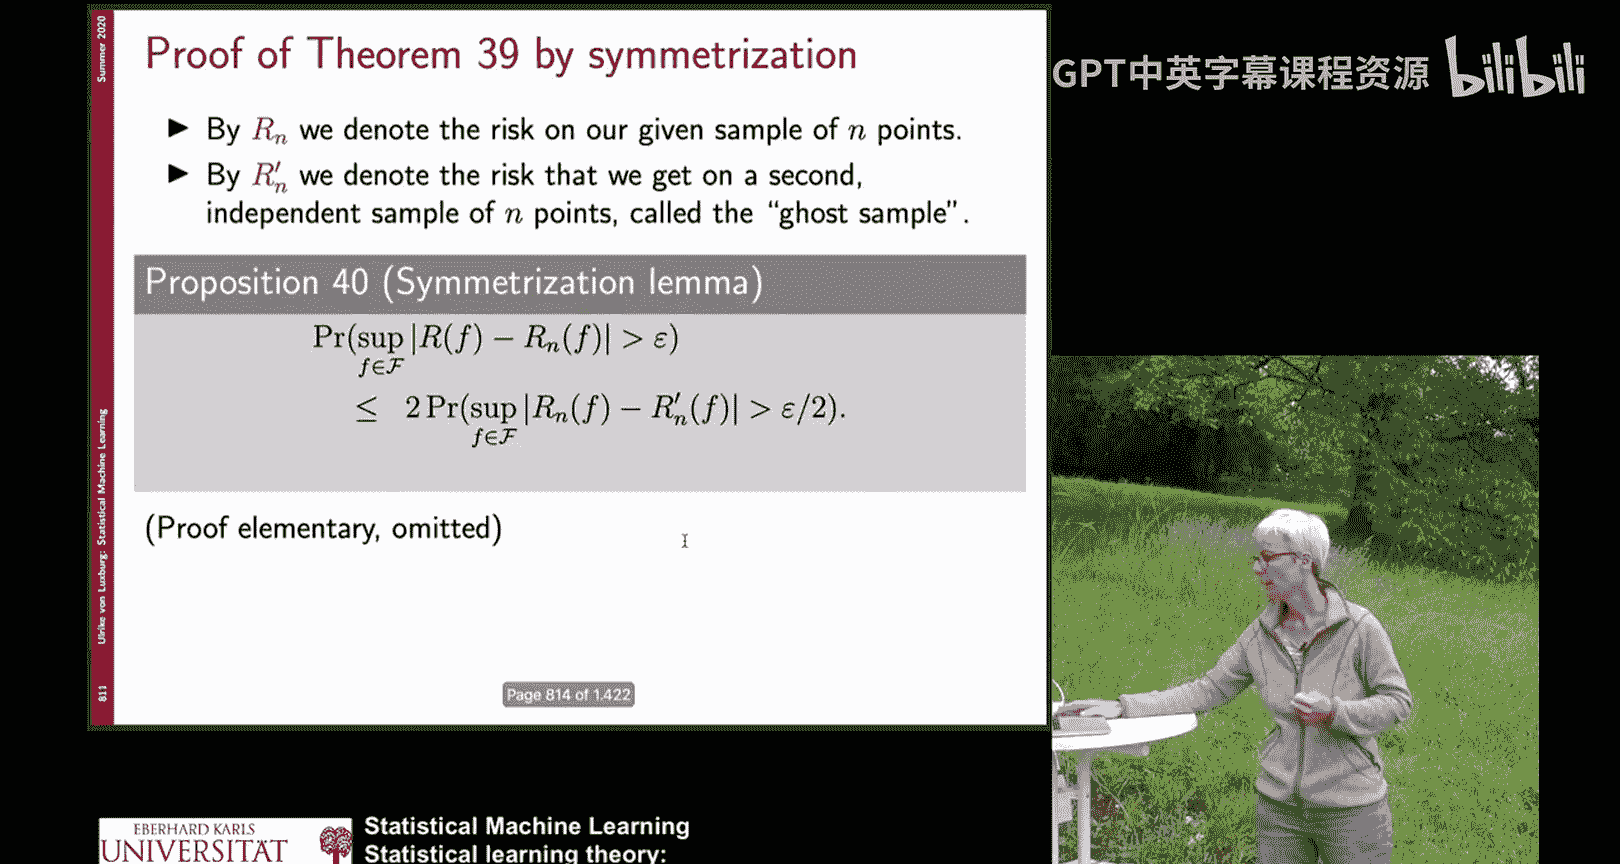 Summer 2020
Proof of Theorem 39 by symmetrization
▶ By Rₙ we denote the risk on our given sample of n points.
▶ By R′ₙ we denote the risk that we get on a second,
independent sample of n points, called the “ghost sample”.
Proposition 40 (Symmetrization lemma)
Pr(sup_{f∈ℱ} |R(f) − Rₙ(f)| > ε)
≤ 2 Pr(sup_{f∈ℱ} |Rₙ(f) − R′ₙ(f)| > ε/2).
(Proof elementary, omitted)
Page 814 of 1.422
Ulrike von Luxburg: Statistical Machine Learning
811
GPT中英字幕课程资源 bilibili
EBERHARD KARLS
UNIVERSITÄT
Statistical Machine Learning
Statistical learning theory: